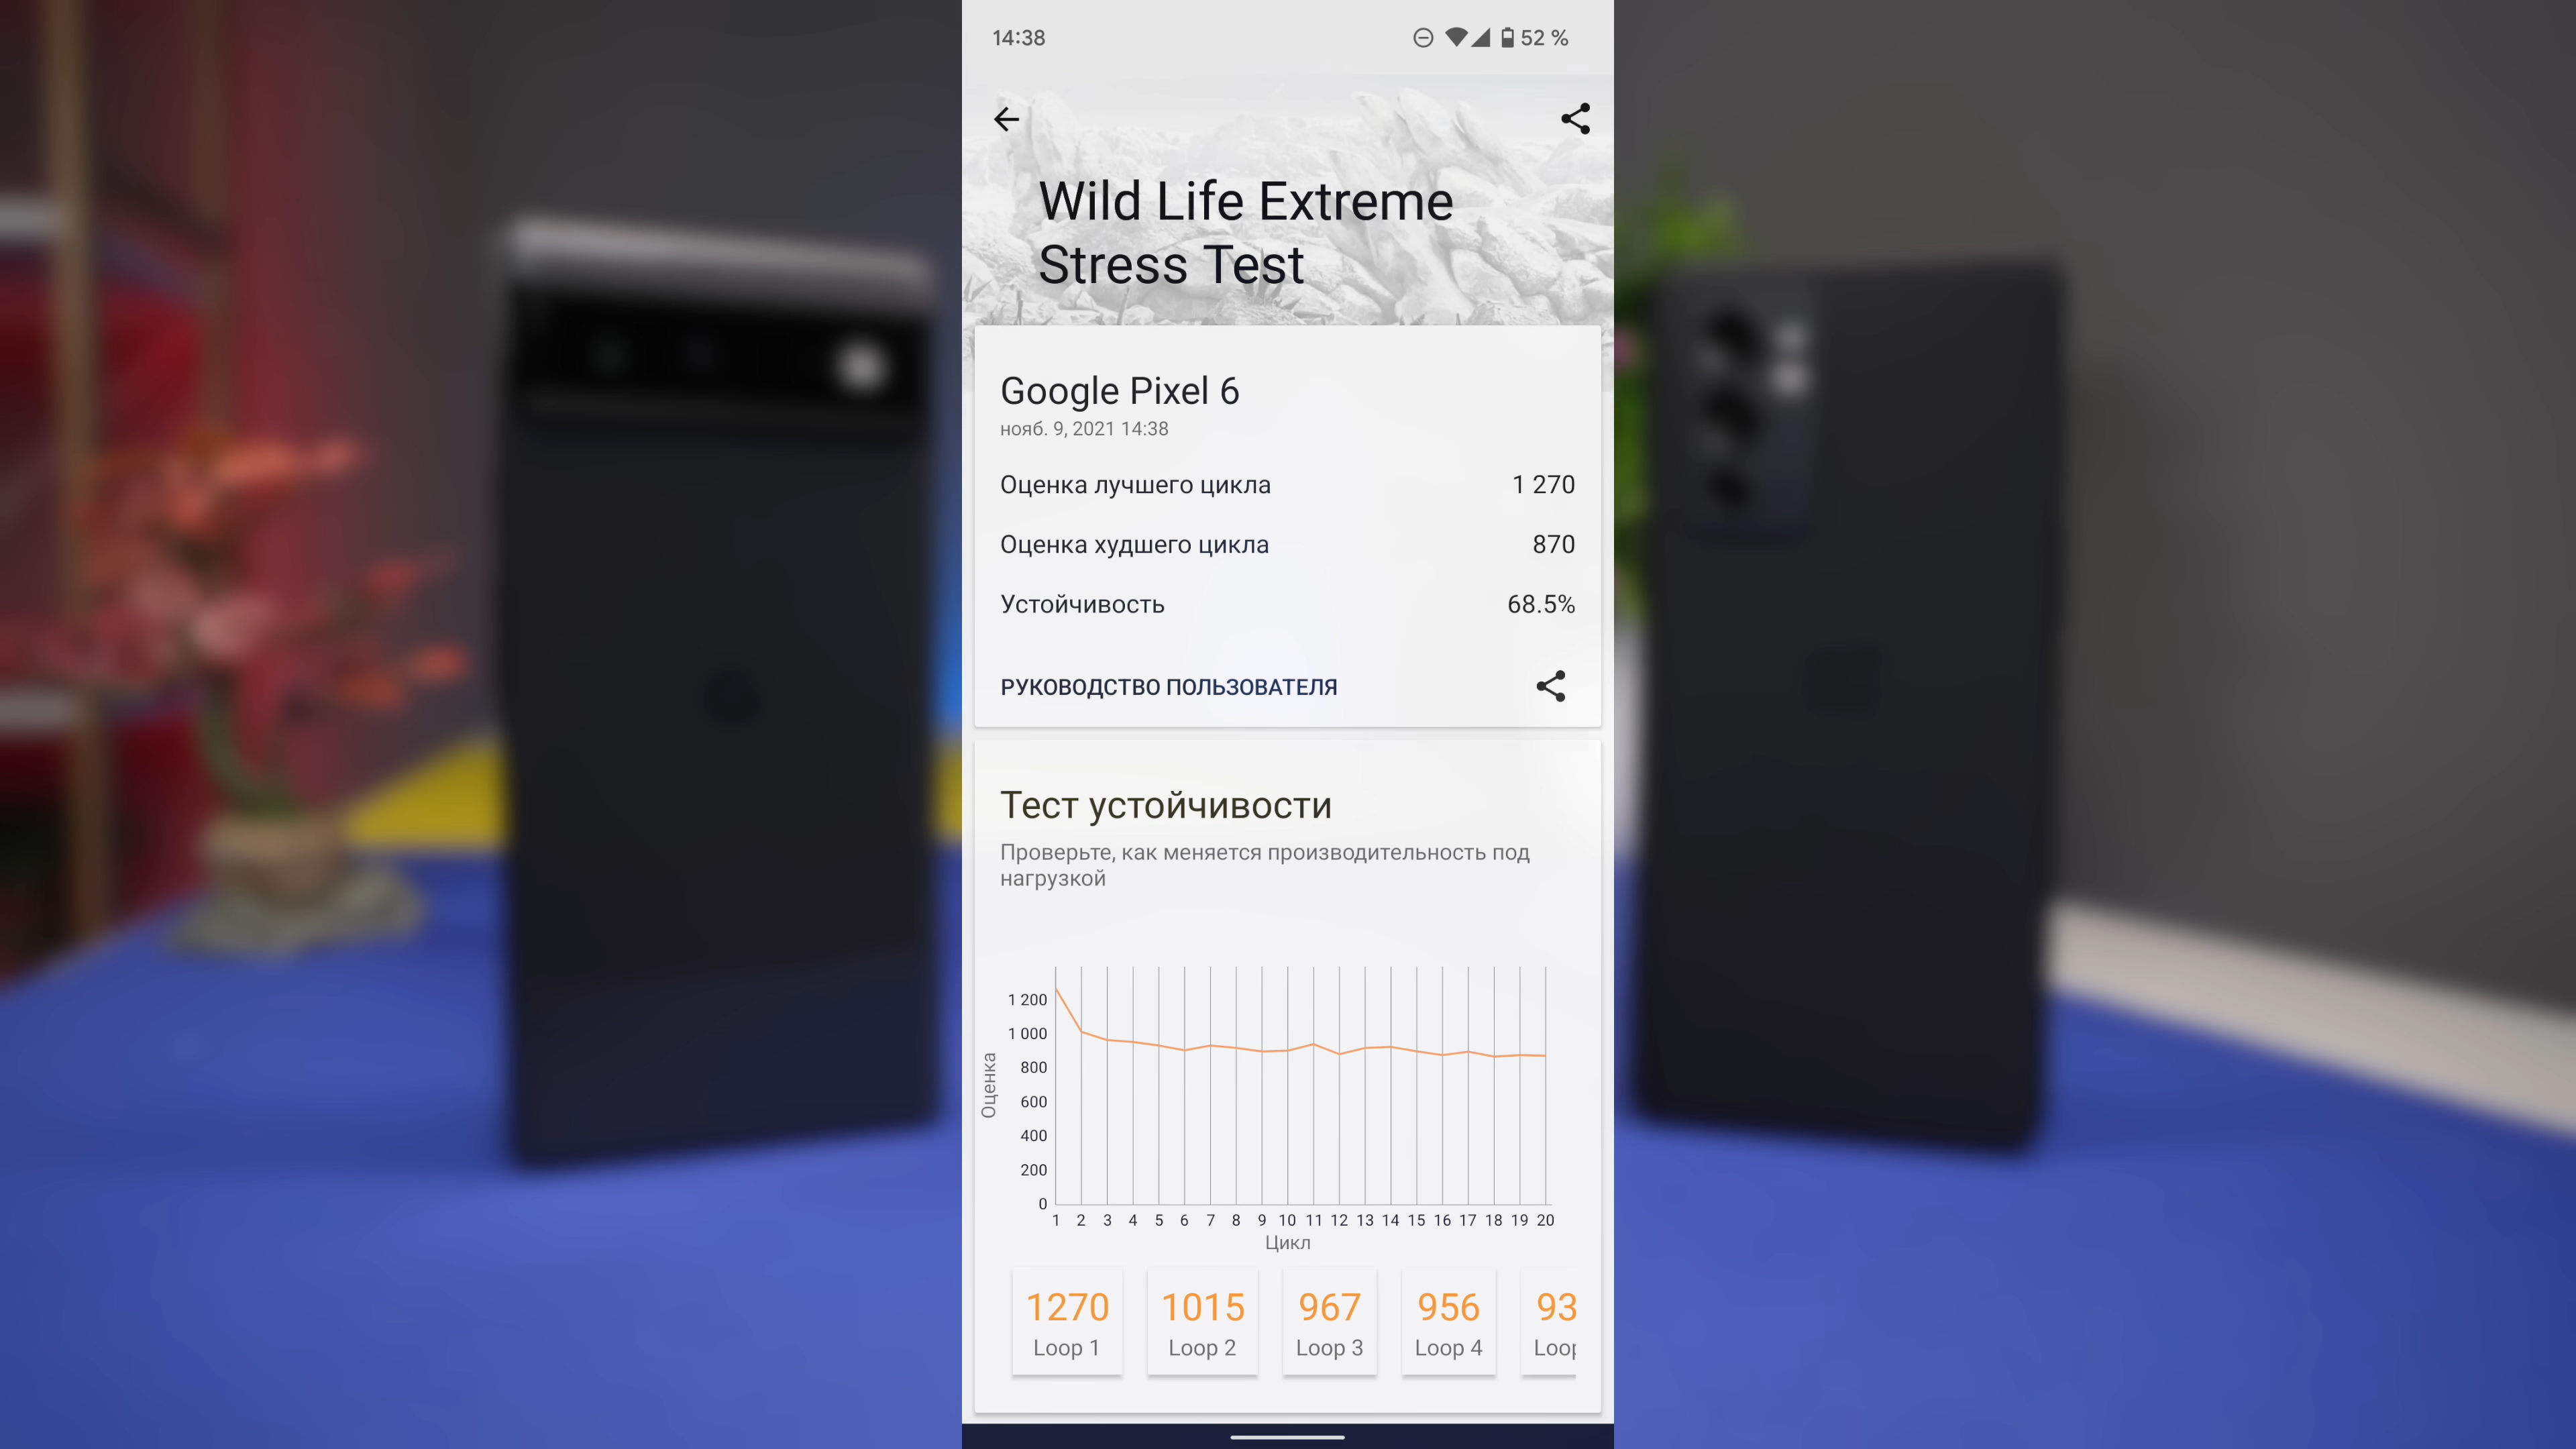 14:38
52 %
Wild Life Extreme
Stress Test
Google Pixel 6
нояб. 9, 2021 14:38
Оценка лучшего цикла 1 270
Оценка худшего цикла 870
Устойчивость 68.5%
РУКОВОДСТВО ПОЛЬЗОВАТЕЛЯ
Тест устойчивости
Проверьте, как меняется производительность под
нагрузкой
Оценка
1 200
1 000
800
600
400
200
0
1 2 3 4 5 6 7 8 9 10 11 12 13 14 15 16 17 18 19 20
Цикл
1270 1015 967 956
Loop 1 Loop 2 Loop 3 Loop 4